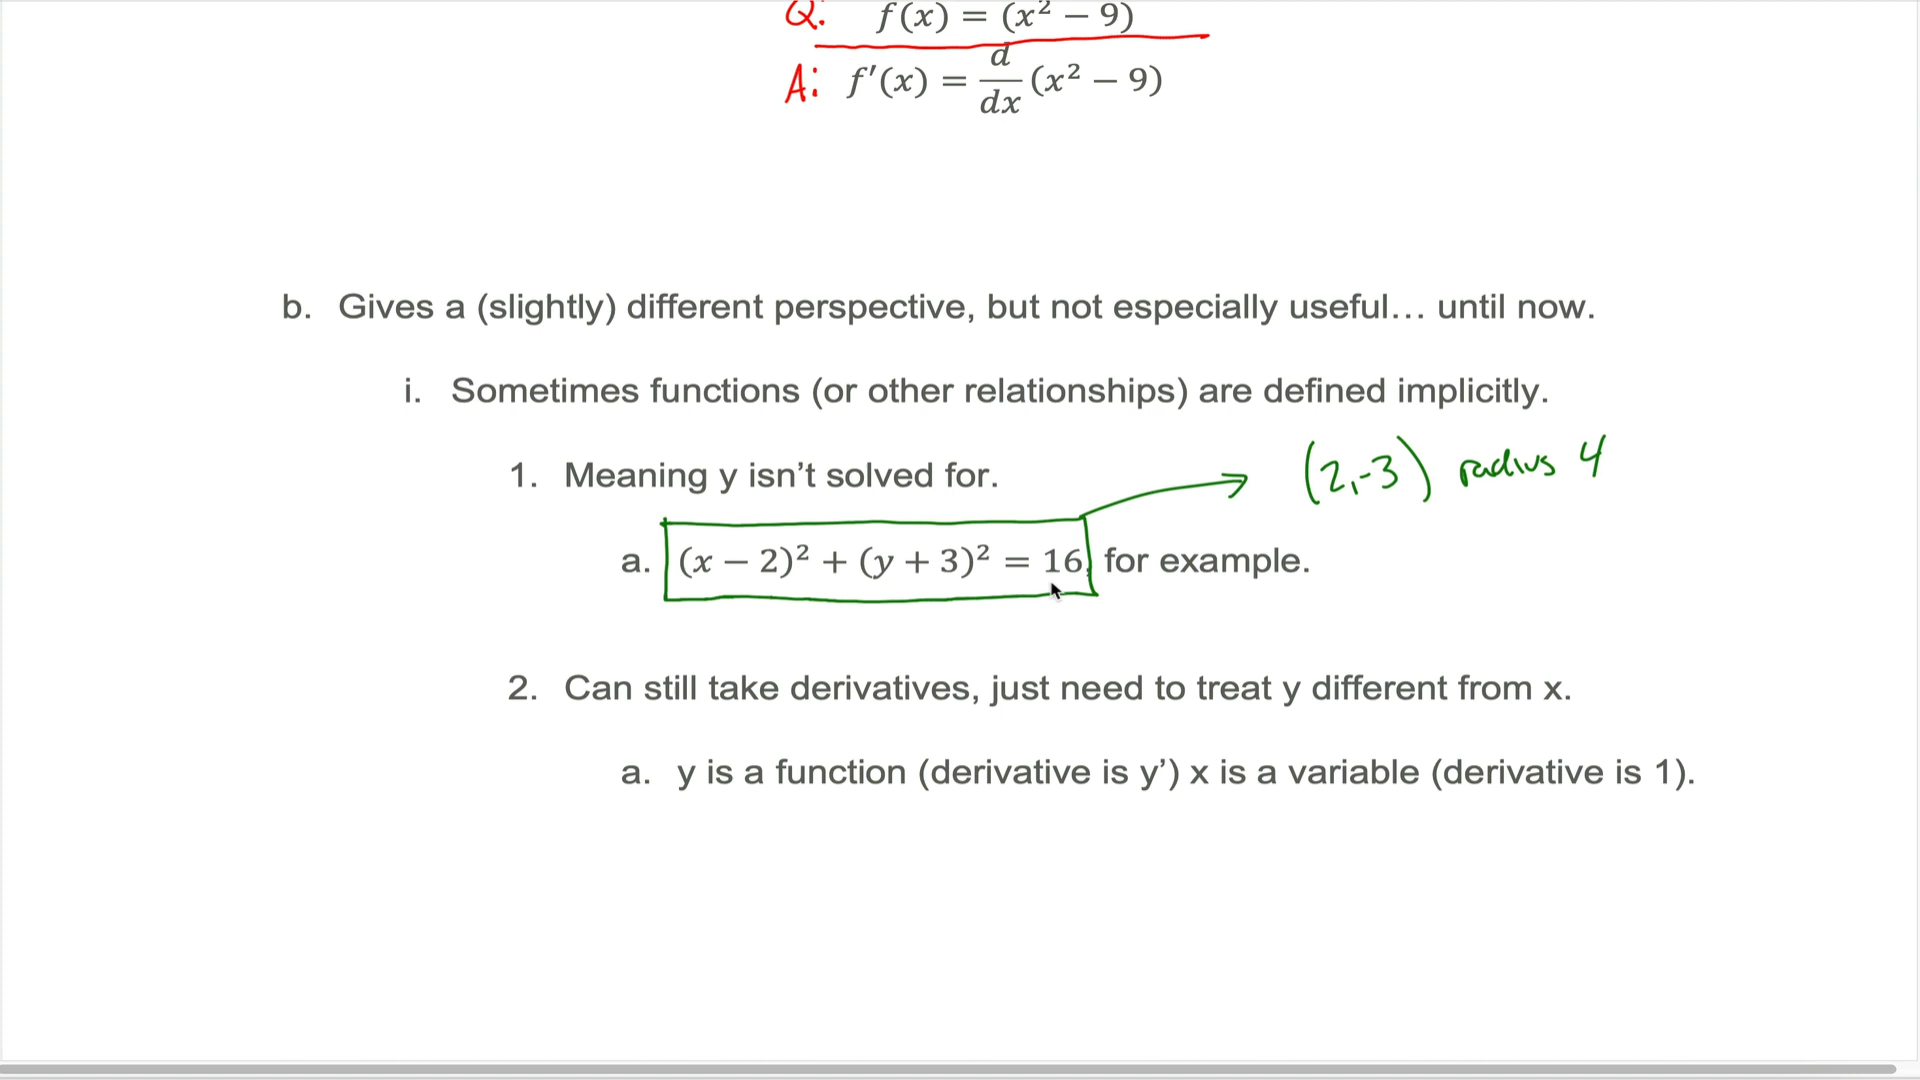 Q: f(x) = (x² − 9)
A: f′(x) = d/dx (x² − 9)
b. Gives a (slightly) different perspective, but not especially useful… until now.
i. Sometimes functions (or other relationships) are defined implicitly.
1. Meaning y isn’t solved for.
(2,-3) radius 4
a. (x − 2)² + (y + 3)² = 16, for example.
2. Can still take derivatives, just need to treat y different from x.
a. y is a function (derivative is y’) x is a variable (derivative is 1).